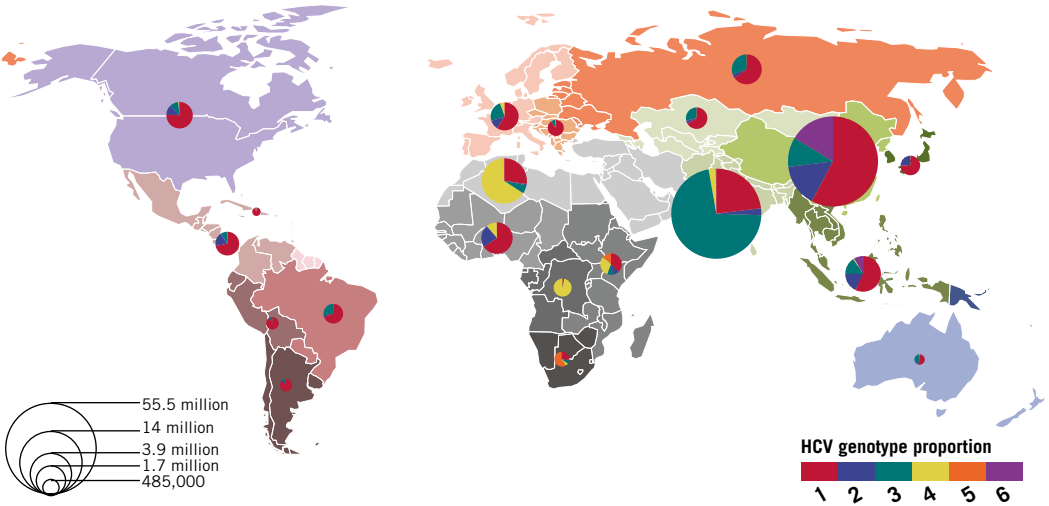 55.5 million
14 million
3.9 million
1.7 million
485,000
HCV genotype proportion
1 2 3 4 5 6